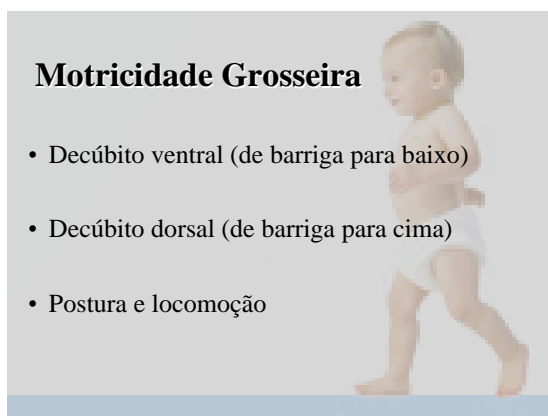 Motricidade Grosseira
• Decúbito ventral (de barriga para baixo)
• Decúbito dorsal (de barriga para cima)
• Postura e locomoção